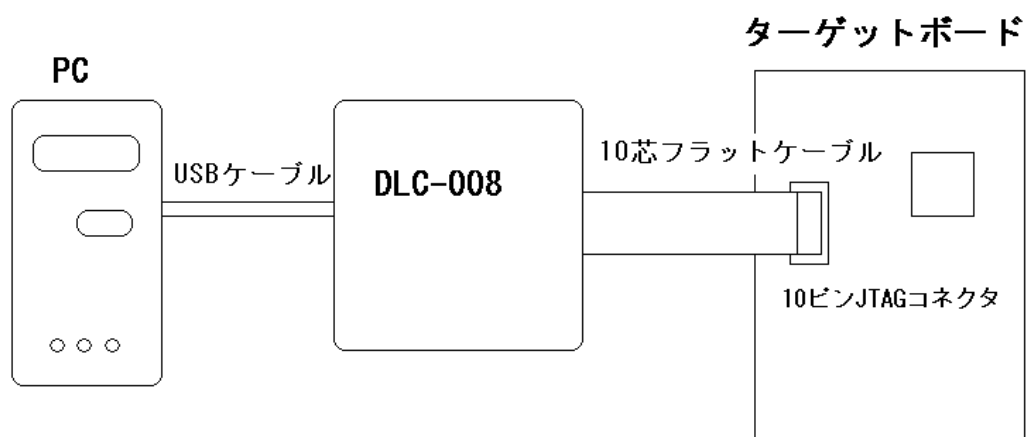 ターゲットボード
PC
USBケーブル
DLC-008
10芯フラットケーブル
10ピンJTAGコネクタ